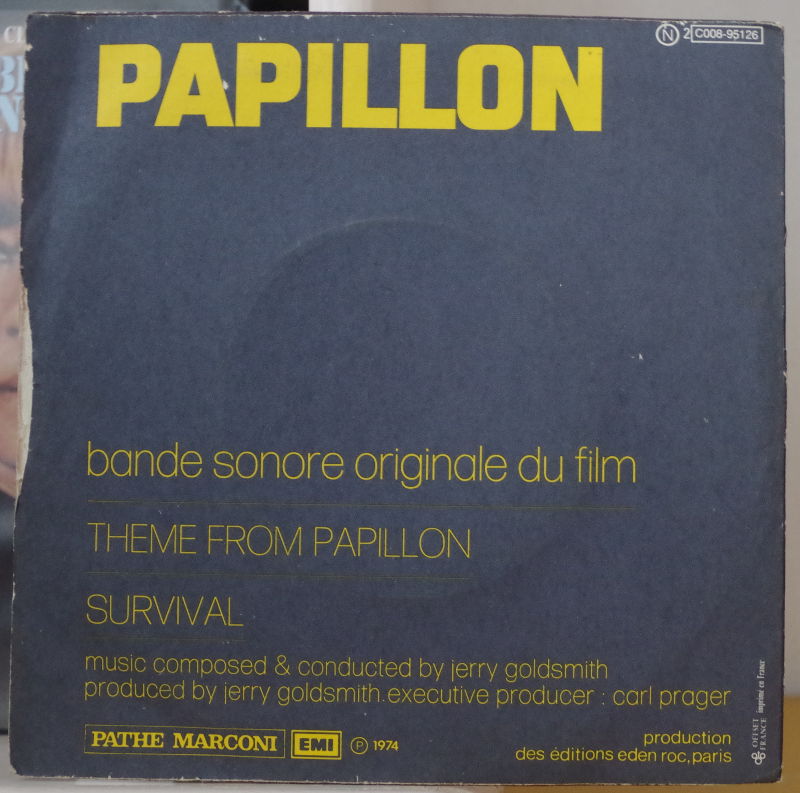 N 2 C008-95126
PAPILLON
bande sonore originale du film
THEME FROM PAPILLON
SURVIVAL
music composed & conducted by jerry goldsmith
produced by jerry goldsmith.executive producer : carl prager
PATHE MARCONI EMI Ⓟ 1974
production
des éditions eden roc, paris
OFFSET
FRANCE
imprimé en France